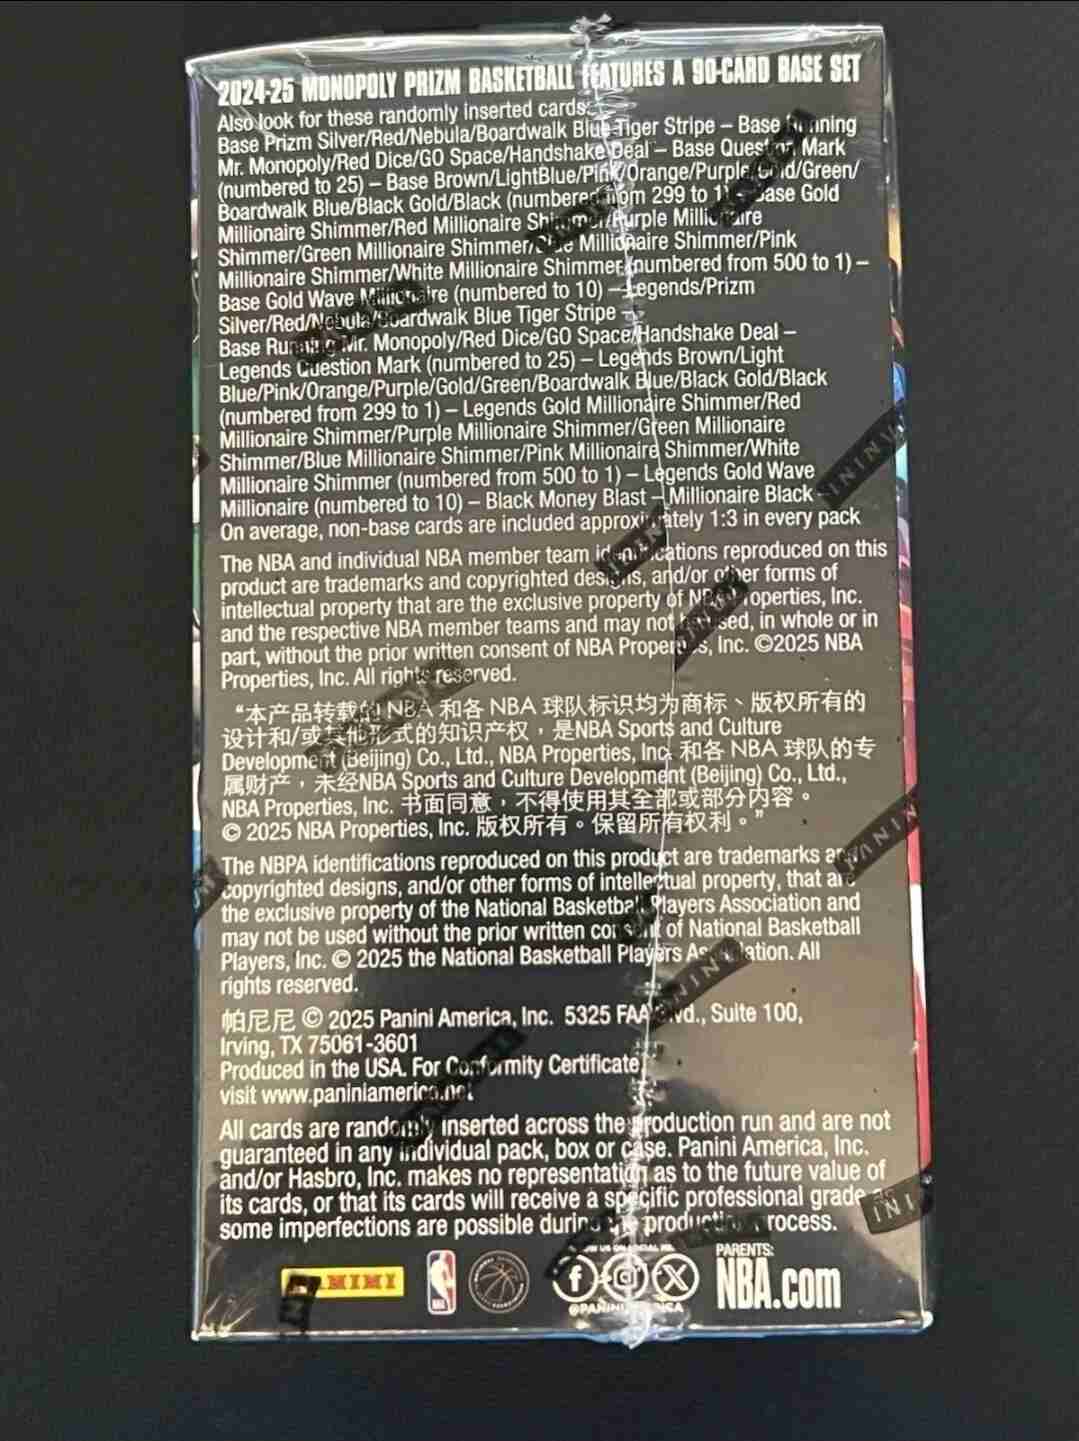 2024-25 MONOPOLY PRIZM BASKETBALL FEATURES A 90-CARD BASE SET
Also look for these randomly inserted cards:
Base Prizm Silver/Red/Nebula/Boardwalk Blue Tiger Stripe – Base Running
Mr. Monopoly/Red Dice/GO Space/Handshake Deal – Base Question Mark
(numbered to 25) – Base Brown/LightBlue/Pink/Orange/Purple/Gold/Green/
Boardwalk Blue/Black Gold/Black (numbered from 299 to 1) – Base Gold
Millionaire Shimmer/Red Millionaire Shimmer/Purple Millionaire
Shimmer/Green Millionaire Shimmer/Blue Millionaire Shimmer/Pink
Millionaire Shimmer/White Millionaire Shimmer (numbered from 500 to 1) –
Base Gold Wave Millionaire (numbered to 10) – Legends/Prizm
Silver/Red/Nebula/Boardwalk Blue Tiger Stripe –
Base Running Mr. Monopoly/Red Dice/GO Space/Handshake Deal –
Legends Question Mark (numbered to 25) – Legends Brown/Light
Blue/Pink/Orange/Purple/Gold/Green/Boardwalk Blue/Black Gold/Black
(numbered from 299 to 1) – Legends Gold Millionaire Shimmer/Red
Millionaire Shimmer/Purple Millionaire Shimmer/Green Millionaire
Shimmer/Blue Millionaire Shimmer/Pink Millionaire Shimmer/White
Millionaire Shimmer (numbered from 500 to 1) – Legends Gold Wave
Millionaire (numbered to 10) – Black Money Blast – Millionaire Black
On average, non-base cards are included approximately 1:3 in every pack
The NBA and individual NBA member team identifications reproduced on this
product are trademarks and copyrighted designs, and/or other forms of
intellectual property that are the exclusive property of NBA Properties, Inc.
and the respective NBA member teams and may not be used, in whole or in
part, without the prior written consent of NBA Properties, Inc. ©2025 NBA
Properties, Inc. All rights reserved.
“本产品转载的 NBA 和各 NBA 球队标识均为商标、版权所有的
设计和/或其他形式的知识产权，是NBA Sports and Culture
Development (Beijing) Co., Ltd., NBA Properties, Inc. 和各 NBA 球队的专
属财产，未经NBA Sports and Culture Development (Beijing) Co., Ltd.,
NBA Properties, Inc. 书面同意，不得使用其全部或部分内容。
© 2025 NBA Properties, Inc. 版权所有。保留所有权利。”
The NBPA identifications reproduced on this product are trademarks and
copyrighted designs, and/or other forms of intellectual property, that are
the exclusive property of the National Basketball Players Association and
may not be used without the prior written consent of National Basketball
Players, Inc. © 2025 the National Basketball Players Association. All
rights reserved.
帕尼尼 © 2025 Panini America, Inc. 5325 FAA Blvd., Suite 100,
Irving, TX 75061-3601
Produced in the USA. For Conformity Certificate,
visit www.paniniamerica.net
All cards are randomly inserted across the production run and are not
guaranteed in any individual pack, box or case. Panini America, Inc.
and/or Hasbro, Inc. makes no representation as to the future value of
its cards, or that its cards will receive a specific professional grade as
some imperfections are possible during the production process.
PANINI
FOLLOW US ON SOCIAL MEDIA
@PANINIAMERICA
PARENTS:
NBA.com
PANINI
PANINI
PANINI